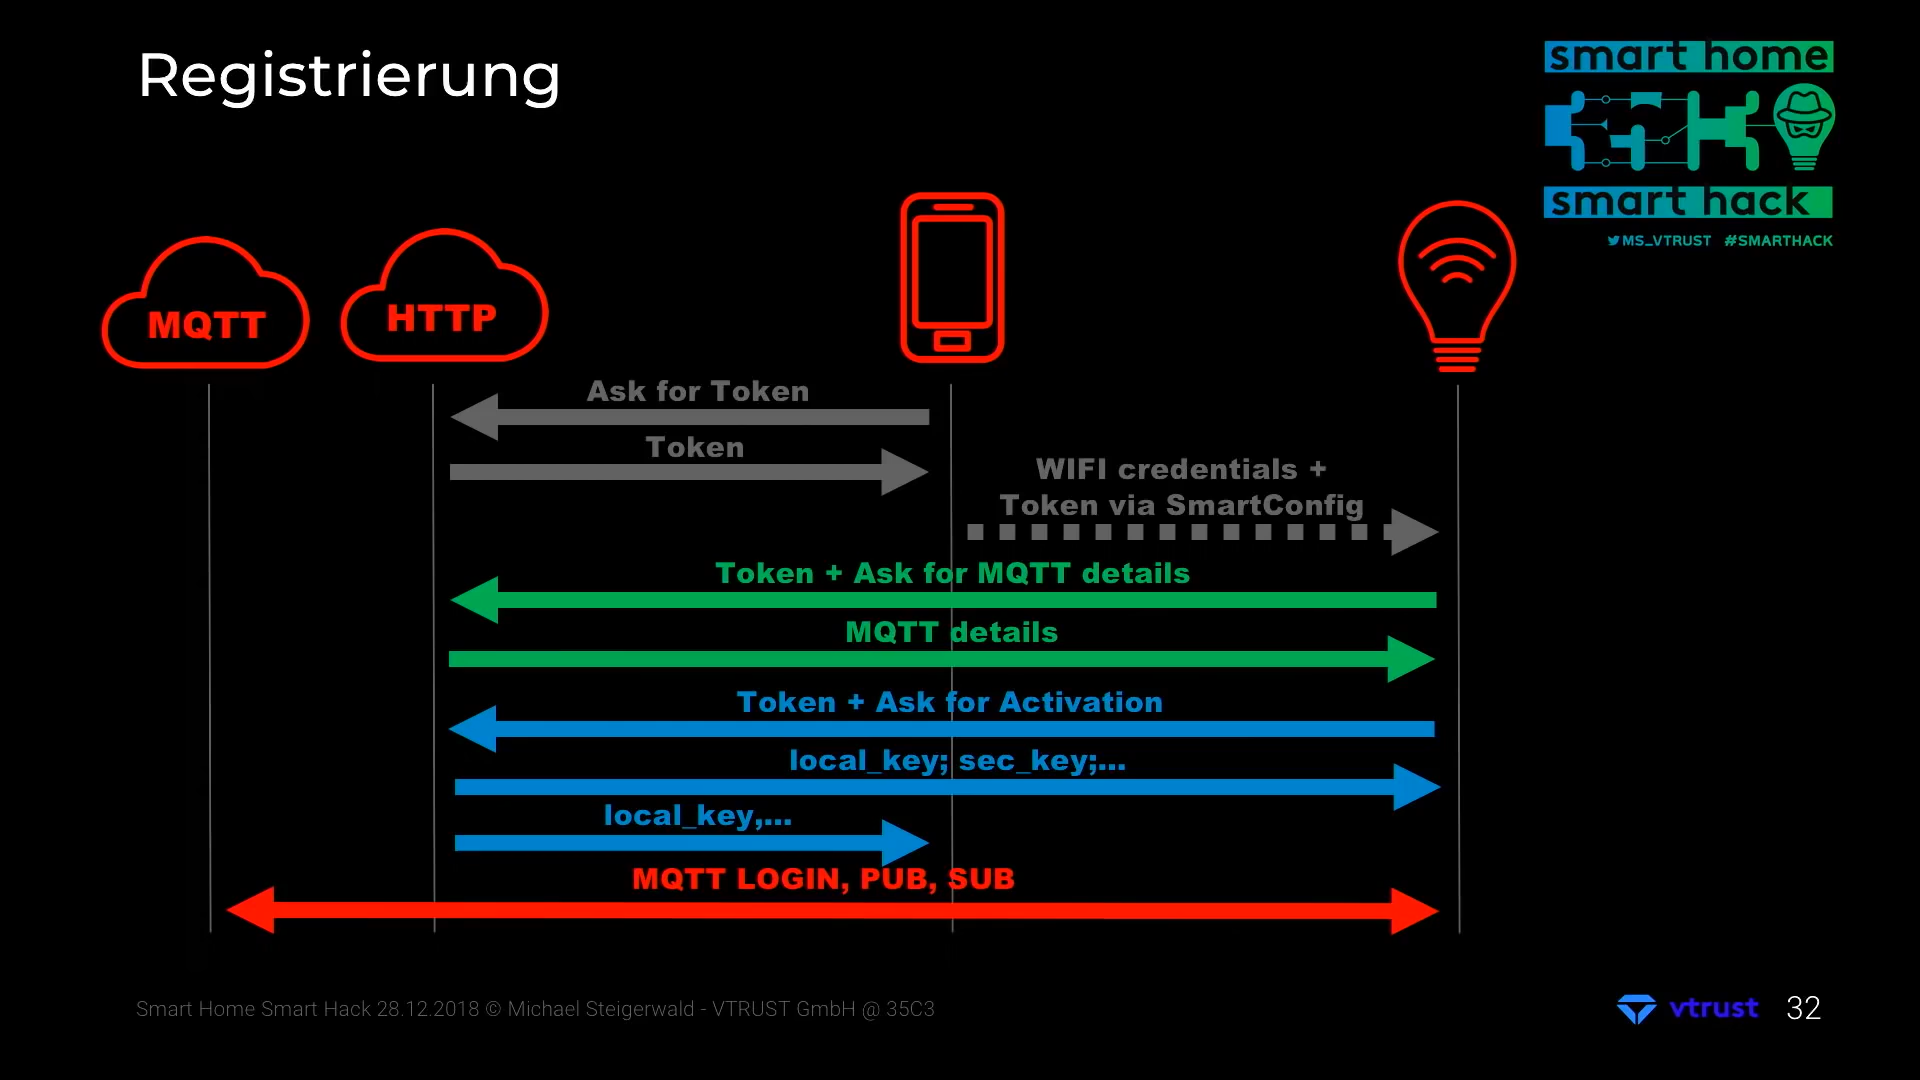 Registrierung
smart home
smart hack
MS_VTRUST #SMARTHACK
MQTT
HTTP
Ask for Token
Token
WIFI credentials +
Token via SmartConfig
Token + Ask for MQTT details
MQTT details
Token + Ask for Activation
local_key; sec_key;...
local_key,...
MQTT LOGIN, PUB, SUB
Smart Home Smart Hack 28.12.2018 © Michael Steigerwald - VTRUST GmbH @ 35C3
vtrust 32